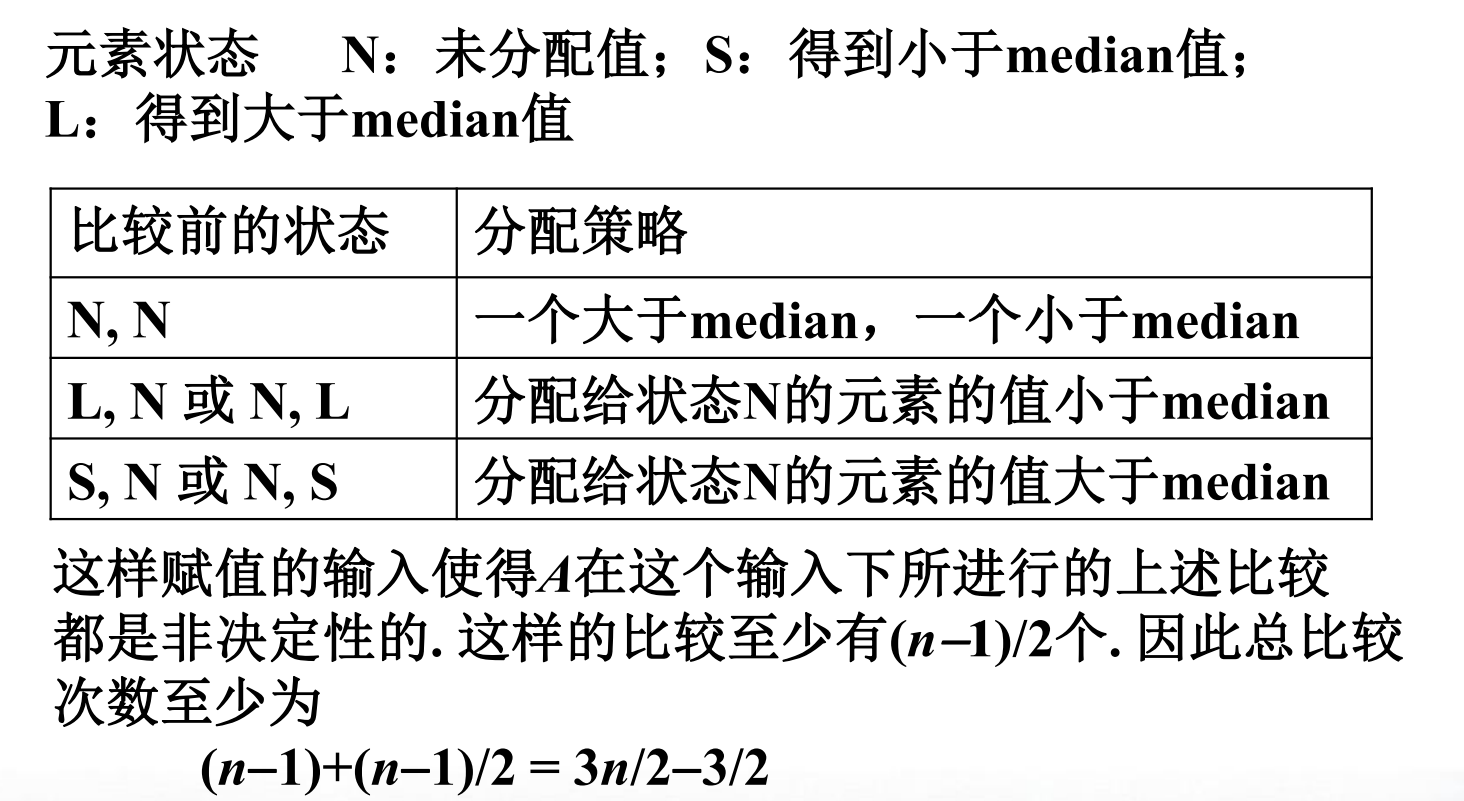 元素状态 N：未分配值；S：得到小于median值；
L：得到大于median值
比较前的状态 分配策略
N, N 一个大于median，一个小于median
L, N 或 N, L 分配给状态N的元素的值小于median
S, N 或 N, S 分配给状态N的元素的值大于median
这样赋值的输入使得A在这个输入下所进行的上述比较
都是非决定性的. 这样的比较至少有(n−1)/2个. 因此总比较
次数至少为
(n−1)+(n−1)/2 = 3n/2−3/2